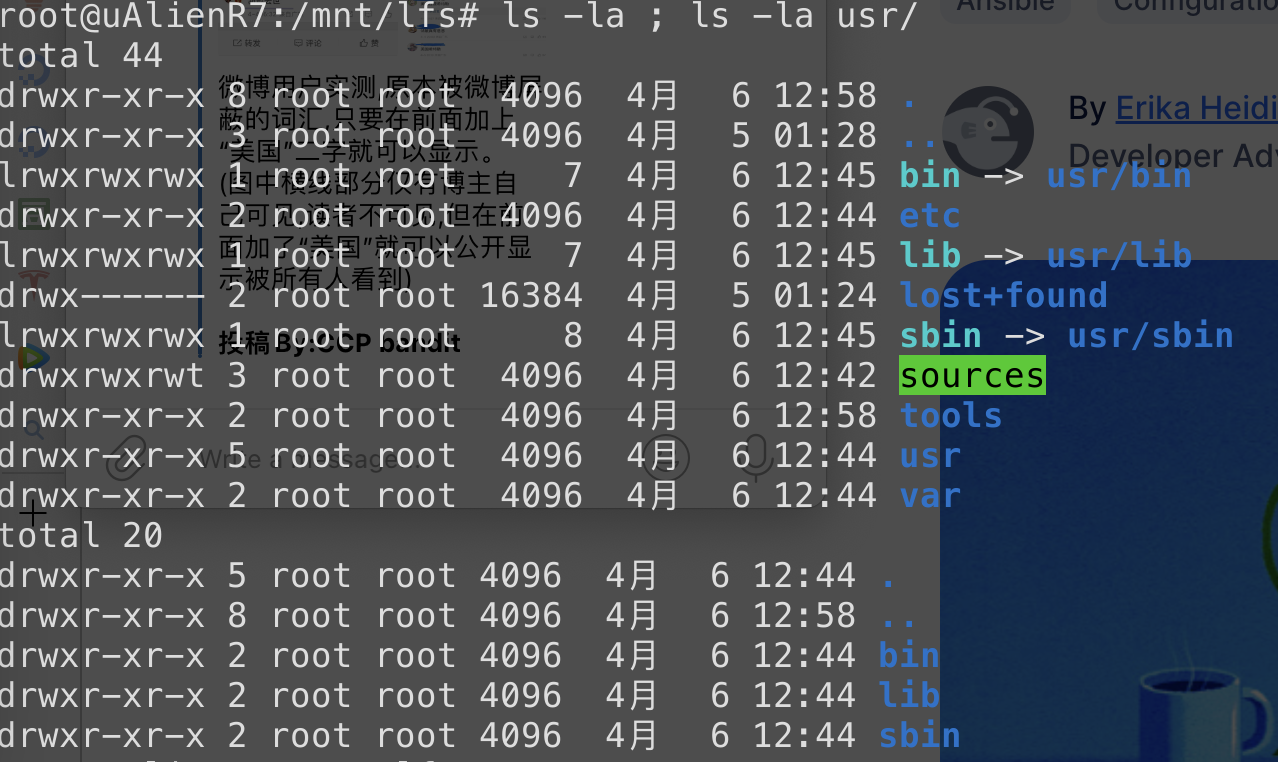 root@uAlienR7:/mnt/lfs# ls -la ; ls -la usr/
Ansible
total 44
转发 评论 赞
drwxr-xr-x 8 root root 4096 4月 6 12:58 .
drwxr-xr-x 3 root root 4096 4月 5 01:28 ..
lrwxrwxrwx 1 root root 7 4月 6 12:45 bin -> usr/bin
drwxr-xr-x 2 root root 4096 4月 6 12:44 etc
lrwxrwxrwx 1 root root 7 4月 6 12:45 lib -> usr/lib
drwx------ 2 root root 16384 4月 5 01:24 lost+found
lrwxrwxrwx 1 root root 8 4月 6 12:45 sbin -> usr/sbin
drwxrwxrwt 3 root root 4096 4月 6 12:42 sources
drwxr-xr-x 2 root root 4096 4月 6 12:58 tools
drwxr-xr-x 5 root root 4096 4月 6 12:44 usr
drwxr-xr-x 2 root root 4096 4月 6 12:44 var
total 20
drwxr-xr-x 5 root root 4096 4月 6 12:44 .
drwxr-xr-x 8 root root 4096 4月 6 12:58 ..
drwxr-xr-x 2 root root 4096 4月 6 12:44 bin
drwxr-xr-x 2 root root 4096 4月 6 12:44 lib
drwxr-xr-x 2 root root 4096 4月 6 12:44 sbin
微博用户实测,原本被微博屏
蔽的词汇,只要在前面加上
“美国”二字就可以显示。
(图中横线部分仅有博主自
己可见,读者不可见,但在前
面加了“美国”就可以公开显
示被所有人看到)
投稿By:CCP bandit
Write a message...
By Erika Heidi
Developer